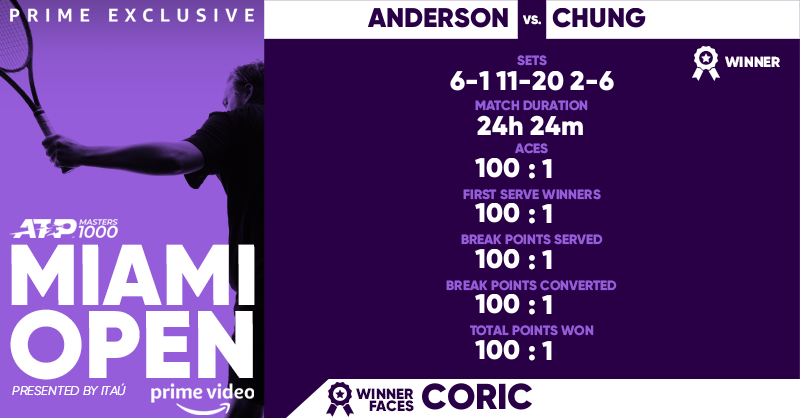 PRIME EXCLUSIVE
ANDERSON vs. CHUNG
SETS
6-1 11-20 2-6
WINNER
MATCH DURATION
24h 24m
ACES
100 : 1
FIRST SERVE WINNERS
100 : 1
BREAK POINTS SERVED
100 : 1
BREAK POINTS CONVERTED
100 : 1
TOTAL POINTS WON
100 : 1
ATP MASTERS
1000
MIAMI
OPEN
PRESENTED BY ITAÚ
prime video
WINNER
FACES
CORIC